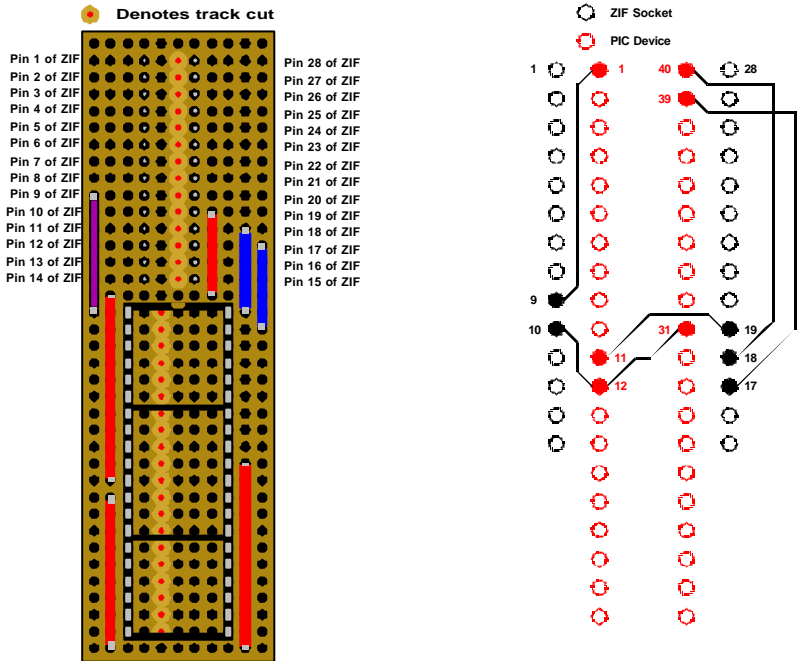 Denotes track cut
Pin 1 of ZIF
Pin 2 of ZIF
Pin 3 of ZIF
Pin 4 of ZIF
Pin 5 of ZIF
Pin 6 of ZIF
Pin 7 of ZIF
Pin 8 of ZIF
Pin 9 of ZIF
Pin 10 of ZIF
Pin 11 of ZIF
Pin 12 of ZIF
Pin 13 of ZIF
Pin 14 of ZIF
Pin 28 of ZIF
Pin 27 of ZIF
Pin 26 of ZIF
Pin 25 of ZIF
Pin 24 of ZIF
Pin 23 of ZIF
Pin 22 of ZIF
Pin 21 of ZIF
Pin 20 of ZIF
Pin 19 of ZIF
Pin 18 of ZIF
Pin 17 of ZIF
Pin 16 of ZIF
Pin 15 of ZIF
ZIF Socket
PIC Device
1 1 40 28
39
9
10 31 19
11 18
12 17